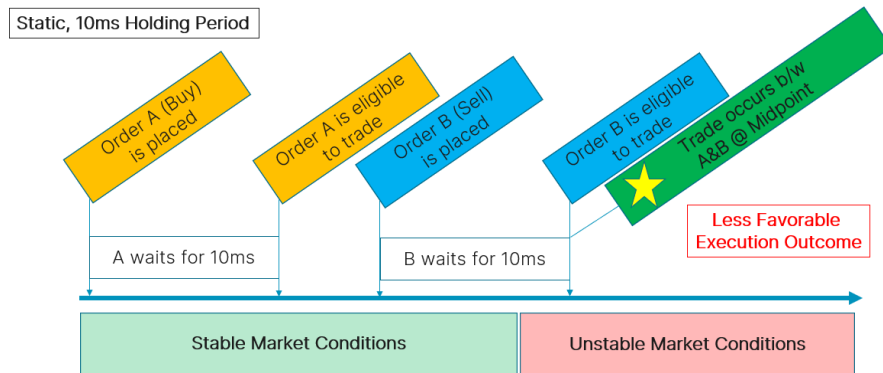 Static, 10ms Holding Period
Order A (Buy)
is placed
Order A is eligible
to trade
Order B (Sell)
is placed
Order B is eligible
to trade
Trade occurs b/w
A&B @ Midpoint
Less Favorable
Execution Outcome
A waits for 10ms
B waits for 10ms
Stable Market Conditions
Unstable Market Conditions